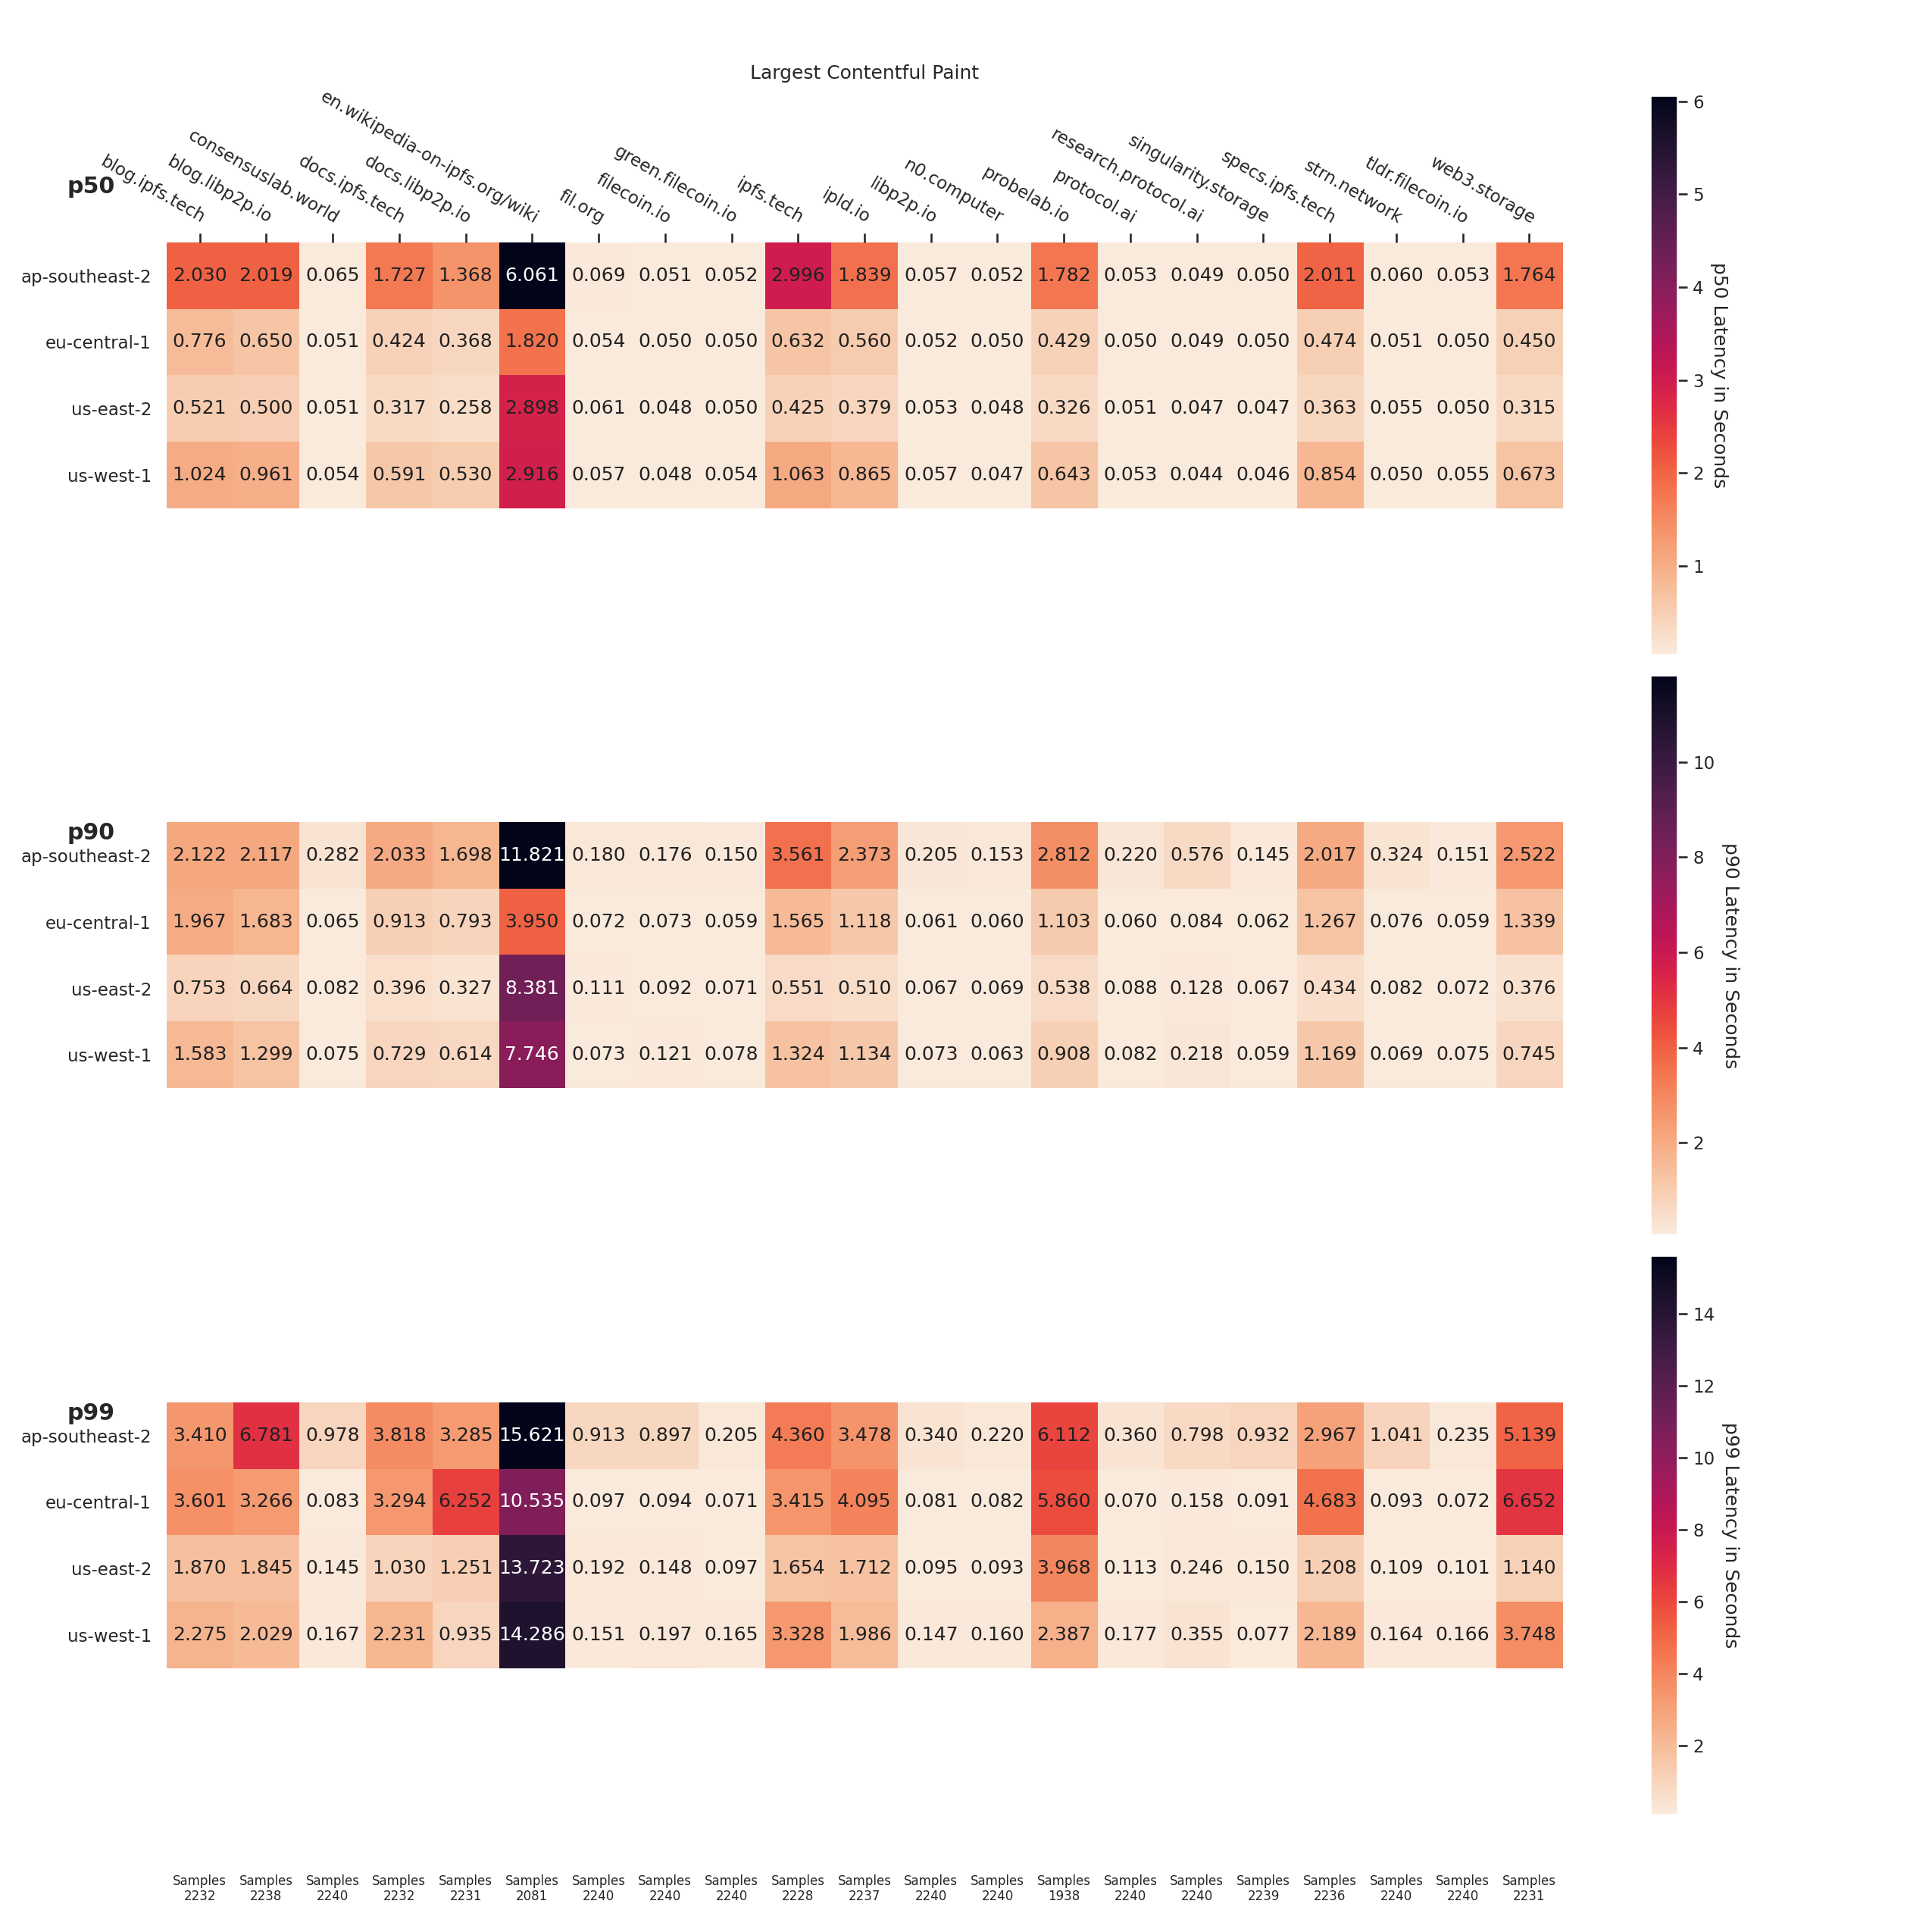 Largest Contentful Paint
p50
blog.ipfs.tech
blog.libp2p.io
consensuslab.world
docs.ipfs.tech
docs.libp2p.io
en.wikipedia-on-ipfs.org/wiki
fil.org
filecoin.io
green.filecoin.io
ipfs.tech
ipld.io
libp2p.io
n0.computer
probelab.io
protocol.ai
research.protocol.ai
singularity.storage
specs.ipfs.tech
strn.network
tldr.filecoin.io
web3.storage
ap-southeast-2 2.030 2.019 0.065 1.727 1.368 6.061 0.069 0.051 0.052 2.996 1.839 0.057 0.052 1.782 0.053 0.049 0.050 2.011 0.060 0.053 1.764
eu-central-1 0.776 0.650 0.051 0.424 0.368 1.820 0.054 0.050 0.050 0.632 0.560 0.052 0.050 0.429 0.050 0.049 0.050 0.474 0.051 0.050 0.450
us-east-2 0.521 0.500 0.051 0.317 0.258 2.898 0.061 0.048 0.050 0.425 0.379 0.053 0.048 0.326 0.051 0.047 0.047 0.363 0.055 0.050 0.315
us-west-1 1.024 0.961 0.054 0.591 0.530 2.916 0.057 0.048 0.054 1.063 0.865 0.057 0.047 0.643 0.053 0.044 0.046 0.854 0.050 0.055 0.673
6
5
4
3
2
1
p50 Latency in Seconds
p90
ap-southeast-2 2.122 2.117 0.282 2.033 1.698 11.821 0.180 0.176 0.150 3.561 2.373 0.205 0.153 2.812 0.220 0.576 0.145 2.017 0.324 0.151 2.522
eu-central-1 1.967 1.683 0.065 0.913 0.793 3.950 0.072 0.073 0.059 1.565 1.118 0.061 0.060 1.103 0.060 0.084 0.062 1.267 0.076 0.059 1.339
us-east-2 0.753 0.664 0.082 0.396 0.327 8.381 0.111 0.092 0.071 0.551 0.510 0.067 0.069 0.538 0.088 0.128 0.067 0.434 0.082 0.072 0.376
us-west-1 1.583 1.299 0.075 0.729 0.614 7.746 0.073 0.121 0.078 1.324 1.134 0.073 0.063 0.908 0.082 0.218 0.059 1.169 0.069 0.075 0.745
10
8
6
4
2
p90 Latency in Seconds
p99
ap-southeast-2 3.410 6.781 0.978 3.818 3.285 15.621 0.913 0.897 0.205 4.360 3.478 0.340 0.220 6.112 0.360 0.798 0.932 2.967 1.041 0.235 5.139
eu-central-1 3.601 3.266 0.083 3.294 6.252 10.535 0.097 0.094 0.071 3.415 4.095 0.081 0.082 5.860 0.070 0.158 0.091 4.683 0.093 0.072 6.652
us-east-2 1.870 1.845 0.145 1.030 1.251 13.723 0.192 0.148 0.097 1.654 1.712 0.095 0.093 3.968 0.113 0.246 0.150 1.208 0.109 0.101 1.140
us-west-1 2.275 2.029 0.167 2.231 0.935 14.286 0.151 0.197 0.165 3.328 1.986 0.147 0.160 2.387 0.177 0.355 0.077 2.189 0.164 0.166 3.748
14
12
10
8
6
4
2
p99 Latency in Seconds
Samples Samples Samples Samples Samples Samples Samples Samples Samples Samples Samples Samples Samples Samples Samples Samples Samples Samples Samples Samples Samples
2232 2238 2240 2232 2231 2081 2240 2240 2240 2228 2237 2240 2240 1938 2240 2240 2239 2236 2240 2240 2231